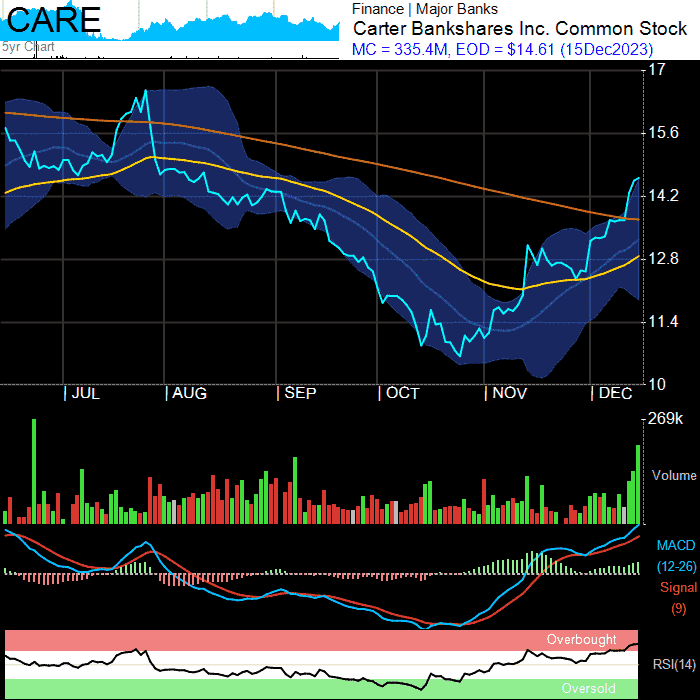 CARE
5yr Chart
Finance | Major Banks
Carter Bankshares Inc. Common Stock
MC = 335.4M, EOD = $14.61 (15Dec2023)
17
15.6
14.2
12.8
11.4
10
| JUL | AUG | SEP | OCT | NOV | DEC
269k
Volume
MACD
(12-26)
Signal
(9)
Overbought
RSI(14)
Oversold